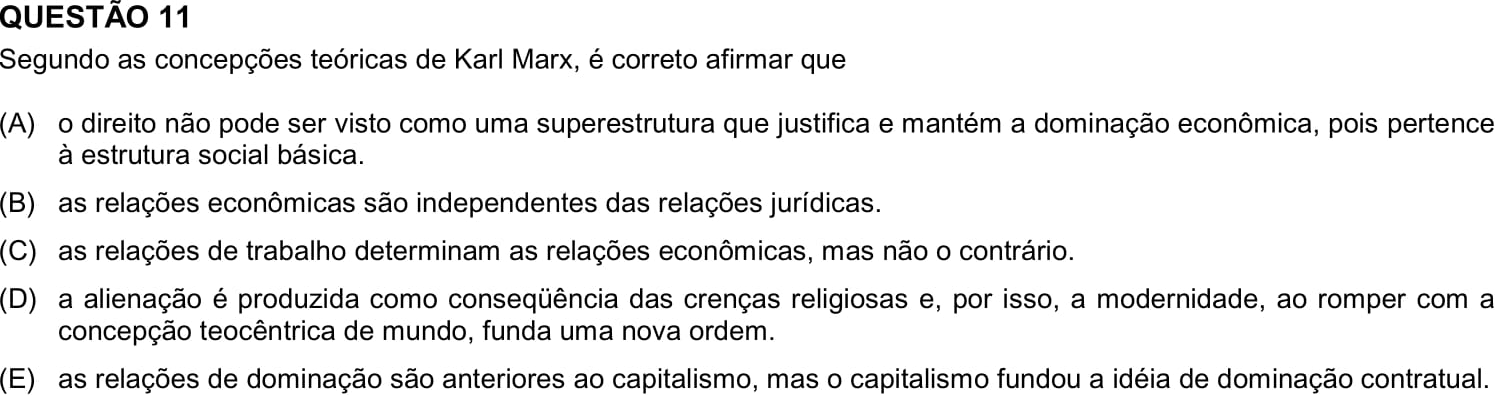 QUESTÃO 11
Segundo as concepções teóricas de Karl Marx, é correto afirmar que
(A) o direito não pode ser visto como uma superestrutura que justifica e mantém a dominação econômica, pois pertence
à estrutura social básica.
(B) as relações econômicas são independentes das relações jurídicas.
(C) as relações de trabalho determinam as relações econômicas, mas não o contrário.
(D) a alienação é produzida como conseqüência das crenças religiosas e, por isso, a modernidade, ao romper com a
concepção teocêntrica de mundo, funda uma nova ordem.
(E) as relações de dominação são anteriores ao capitalismo, mas o capitalismo fundou a idéia de dominação contratual.